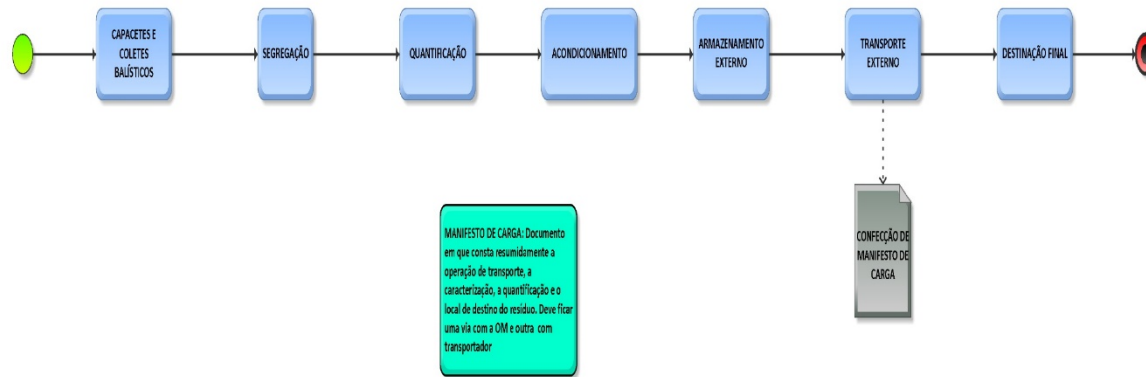 CAPACETES E
COLETES
BALÍSTICOS
SEGREGAÇÃO
QUANTIFICAÇÃO
ACONDICIONAMENTO
ARMAZENAMENTO
EXTERNO
TRANSPORTE
EXTERNO
DESTINAÇÃO FINAL
MANIFESTO DE CARGA: Documento
em que consta resumidamente a
operação de transporte, a
caracterização, a quantificação e o
local de destino do resíduo. Deve ficar
uma via com a OM e outra com
transportador
CONFECÇÃO DE
MANIFESTO DE
CARGA